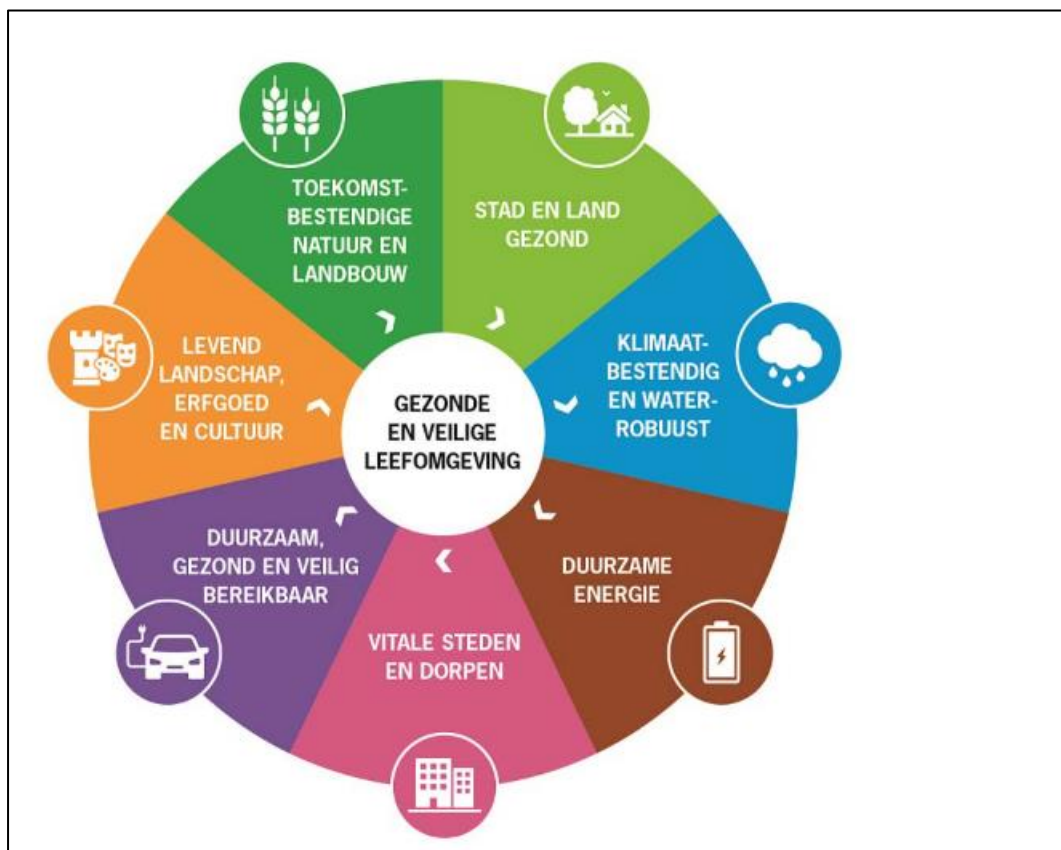 TOEKOMST-
BESTENDIGE
NATUUR EN
LANDBOUW
STAD EN LAND
GEZOND
KLIMAAT-
BESTENDIG
EN WATER-
ROBUUST
DUURZAME
ENERGIE
VITALE STEDEN
EN DORPEN
DUURZAAM,
GEZOND EN VEILIG
BEREIKBAAR
LEVEND
LANDSCHAP,
ERFGOED
EN CULTUUR
GEZONDE
EN VEILIGE
LEEFOMGEVING